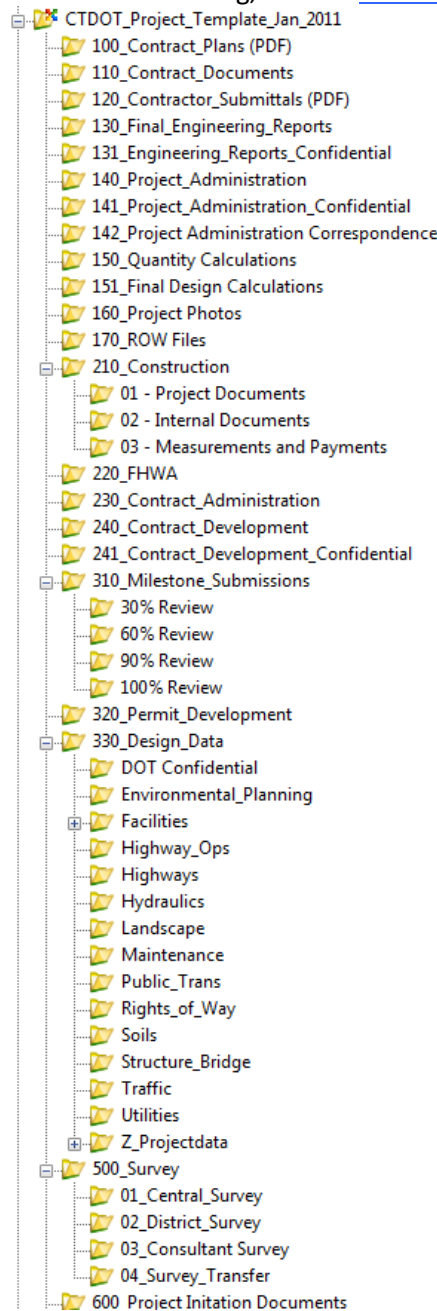 CTDOT_Project_Template_Jan_2011
100_Contract_Plans (PDF)
110_Contract_Documents
120_Contractor_Submittals (PDF)
130_Final_Engineering_Reports
131_Engineering_Reports_Confidential
140_Project_Administration
141_Project_Administration_Confidential
142_Project Administration Correspondence
150_Quantity Calculations
151_Final Design Calculations
160_Project Photos
170_ROW Files
210_Construction
01 - Project Documents
02 - Internal Documents
03 - Measurements and Payments
220_FHWA
230_Contract_Administration
240_Contract_Development
241_Contract_Development_Confidential
310_Milestone_Submissions
30% Review
60% Review
90% Review
100% Review
320_Permit_Development
330_Design_Data
DOT Confidential
Environmental_Planning
Facilities
Highway_Ops
Highways
Hydraulics
Landscape
Maintenance
Public_Trans
Rights_of_Way
Soils
Structure_Bridge
Traffic
Utilities
Z_Projectdata
500_Survey
01_Central_Survey
02_District_Survey
03_Consultant Survey
04_Survey_Transfer
600_Project Initation Documents